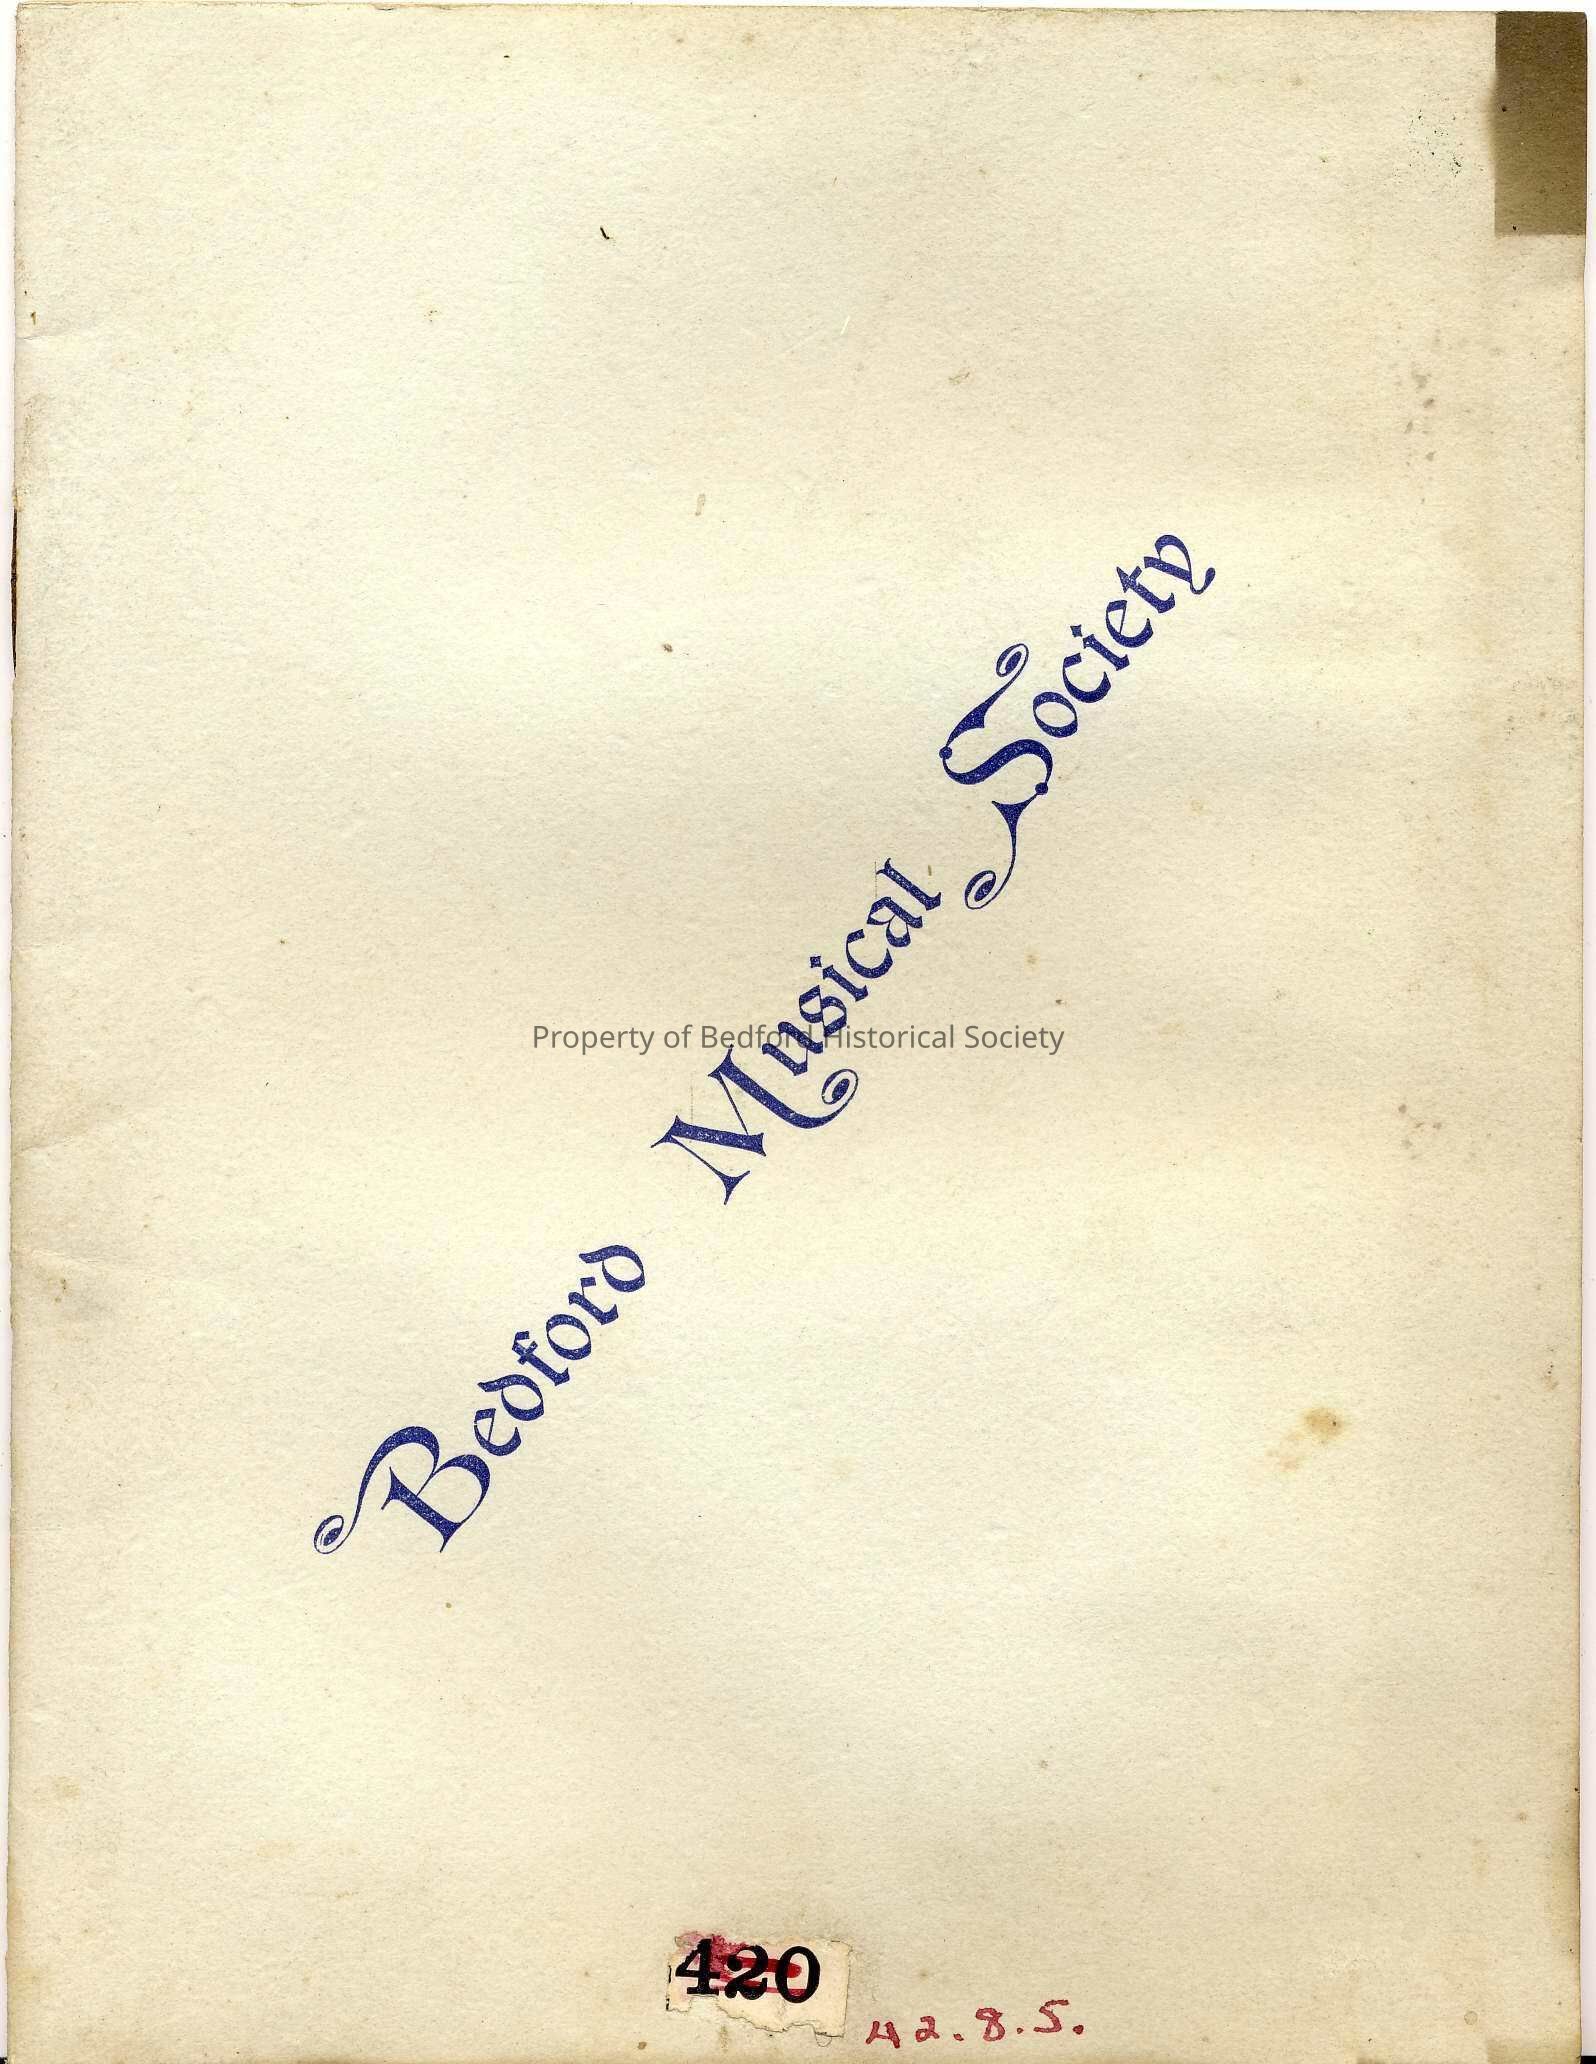 Bedford Musical Society
Property of Bedford Historical Society
420
42.8.5.